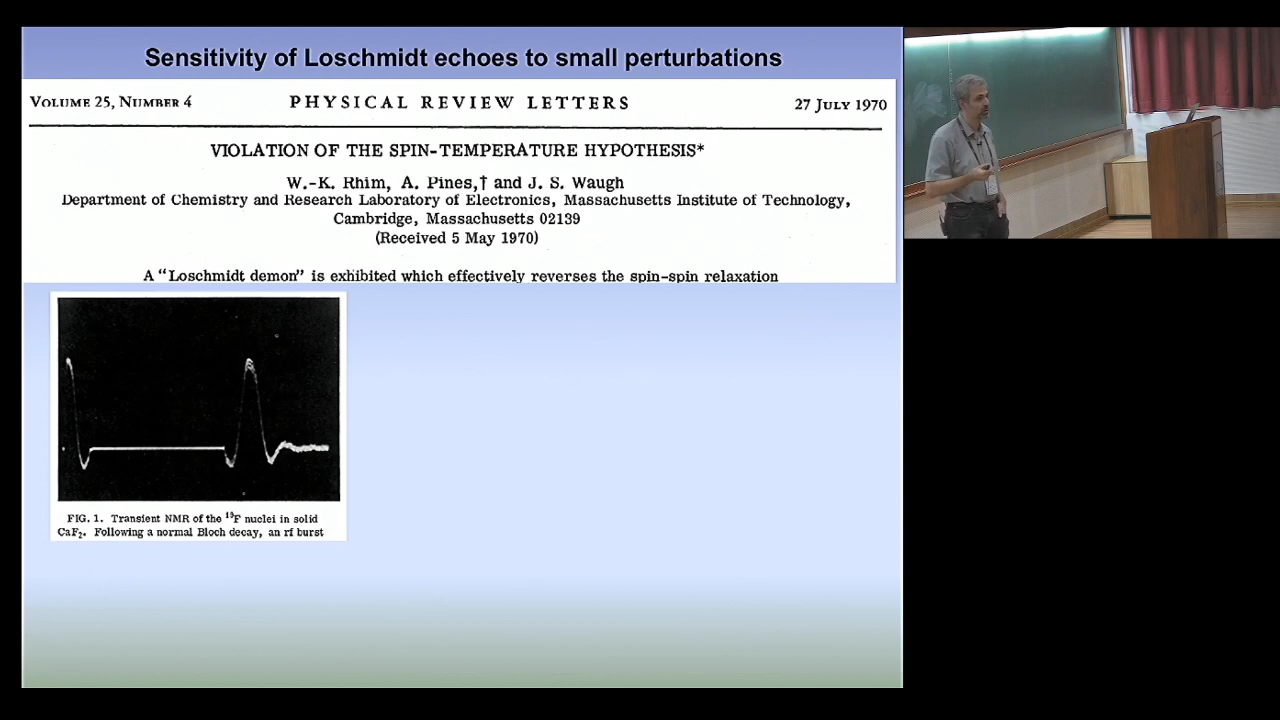 Sensitivity of Loschmidt echoes to small perturbations
VOLUME 25, NUMBER 4 PHYSICAL REVIEW LETTERS 27 JULY 1970
VIOLATION OF THE SPIN-TEMPERATURE HYPOTHESIS*
W.-K. Rhim, A. Pines,† and J. S. Waugh
Department of Chemistry and Research Laboratory of Electronics, Massachusetts Institute of Technology,
Cambridge, Massachusetts 02139
(Received 5 May 1970)
A “Loschmidt demon” is exhibited which effectively reverses the spin-spin relaxation
FIG. 1. Transient NMR of the ¹⁹F nuclei in solid
CaF₂. Following a normal Bloch decay, an rf burst